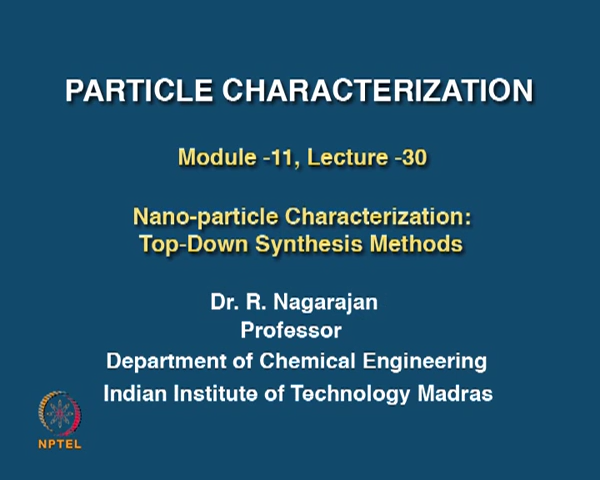 PARTICLE CHARACTERIZATION
Module -11, Lecture -30
Nano-particle Characterization:
Top-Down Synthesis Methods
Dr. R. Nagarajan
Professor
Department of Chemical Engineering
Indian Institute of Technology Madras
NPTEL